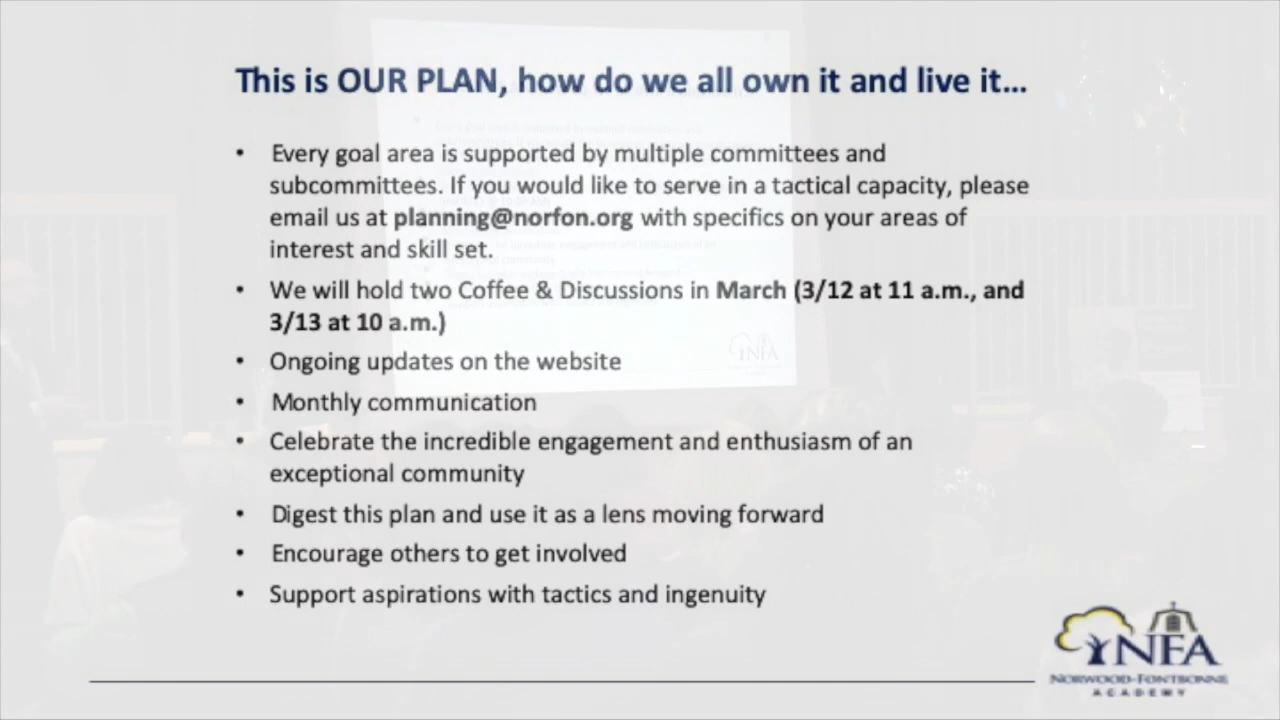 This is OUR PLAN, how do we all own it and live it...
• Every goal area is supported by multiple committees and
subcommittees. If you would like to serve in a tactical capacity, please
email us at planning@norfon.org with specifics on your areas of
interest and skill set.
• We will hold two Coffee & Discussions in March (3/12 at 11 a.m., and
3/13 at 10 a.m.)
• Ongoing updates on the website
• Monthly communication
• Celebrate the incredible engagement and enthusiasm of an
exceptional community
• Digest this plan and use it as a lens moving forward
• Encourage others to get involved
• Support aspirations with tactics and ingenuity
NFA
NORWOOD-FONTBONNE
ACADEMY